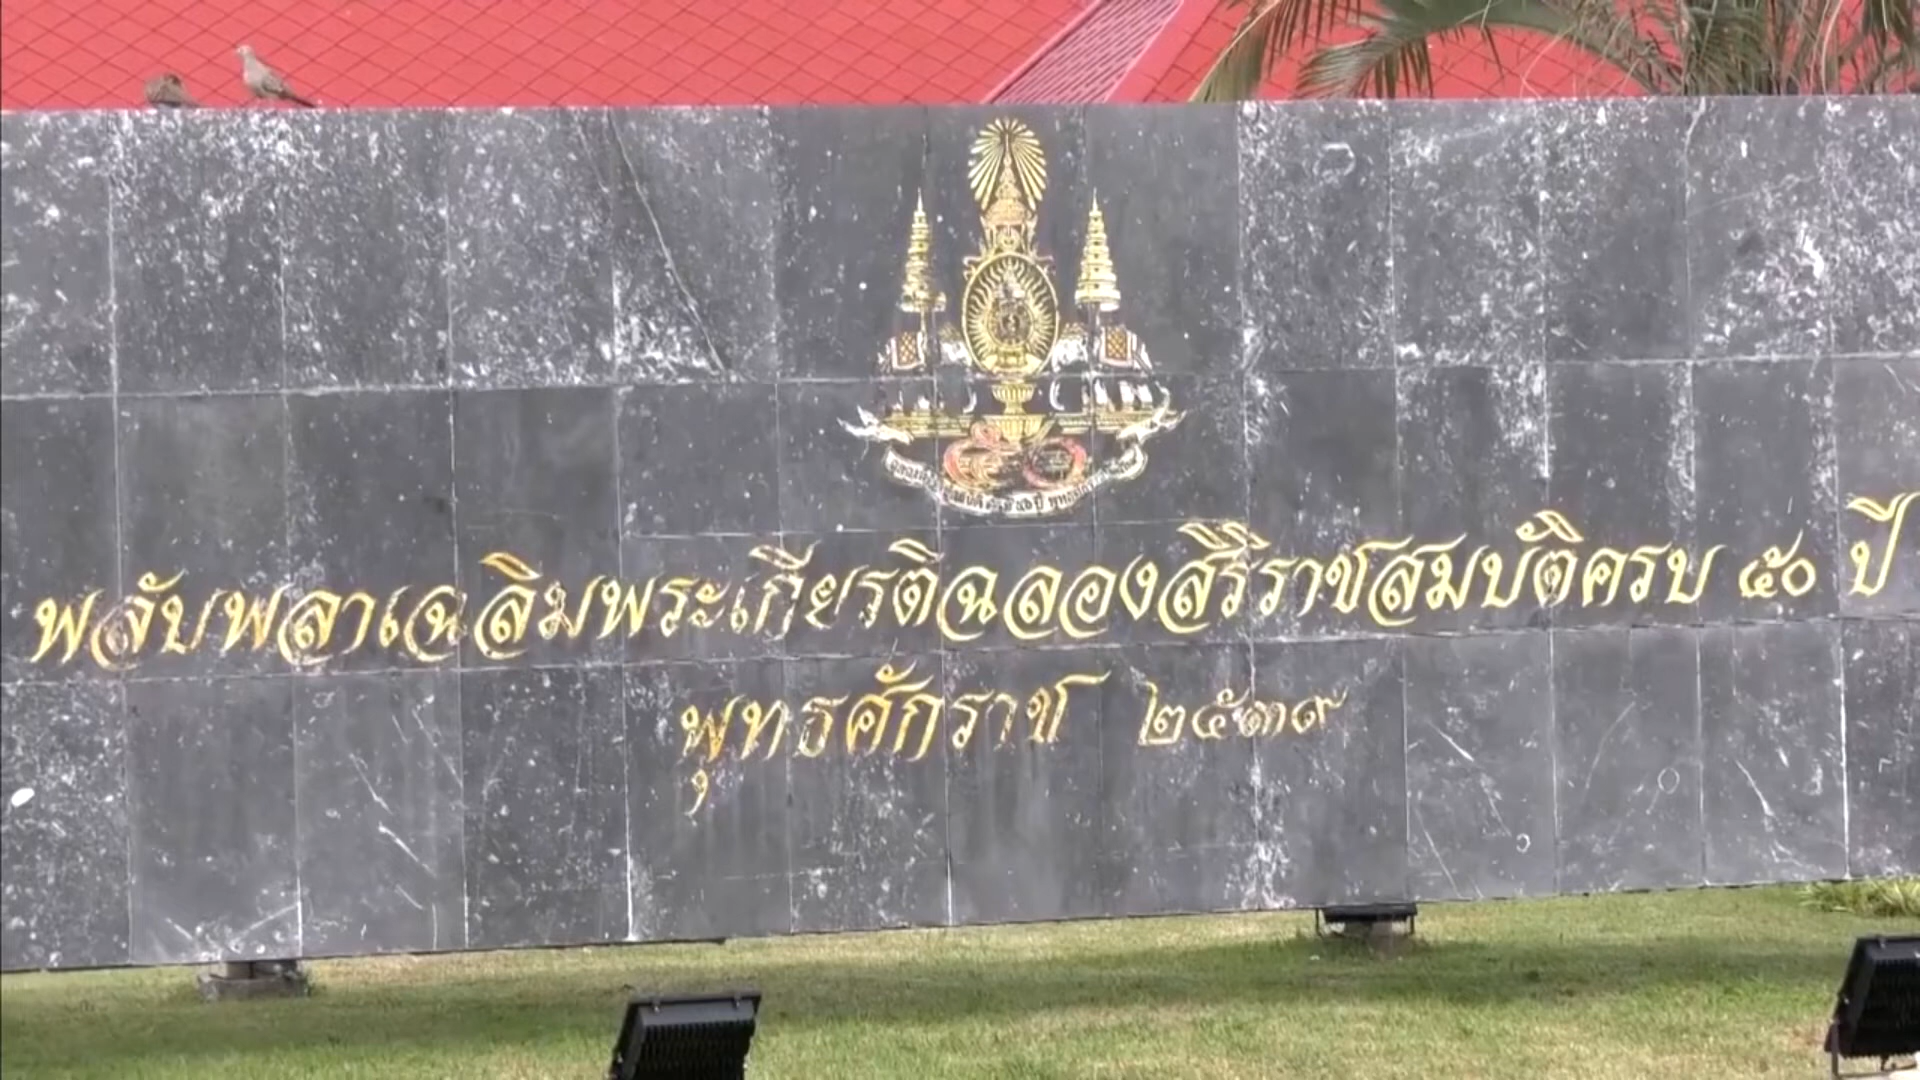 พลับพลาเฉลิมพระเกียรติฉลองสิริราชสมบัติครบ ๕๐ ปี
พุทธศักราช ๒๕๓๙